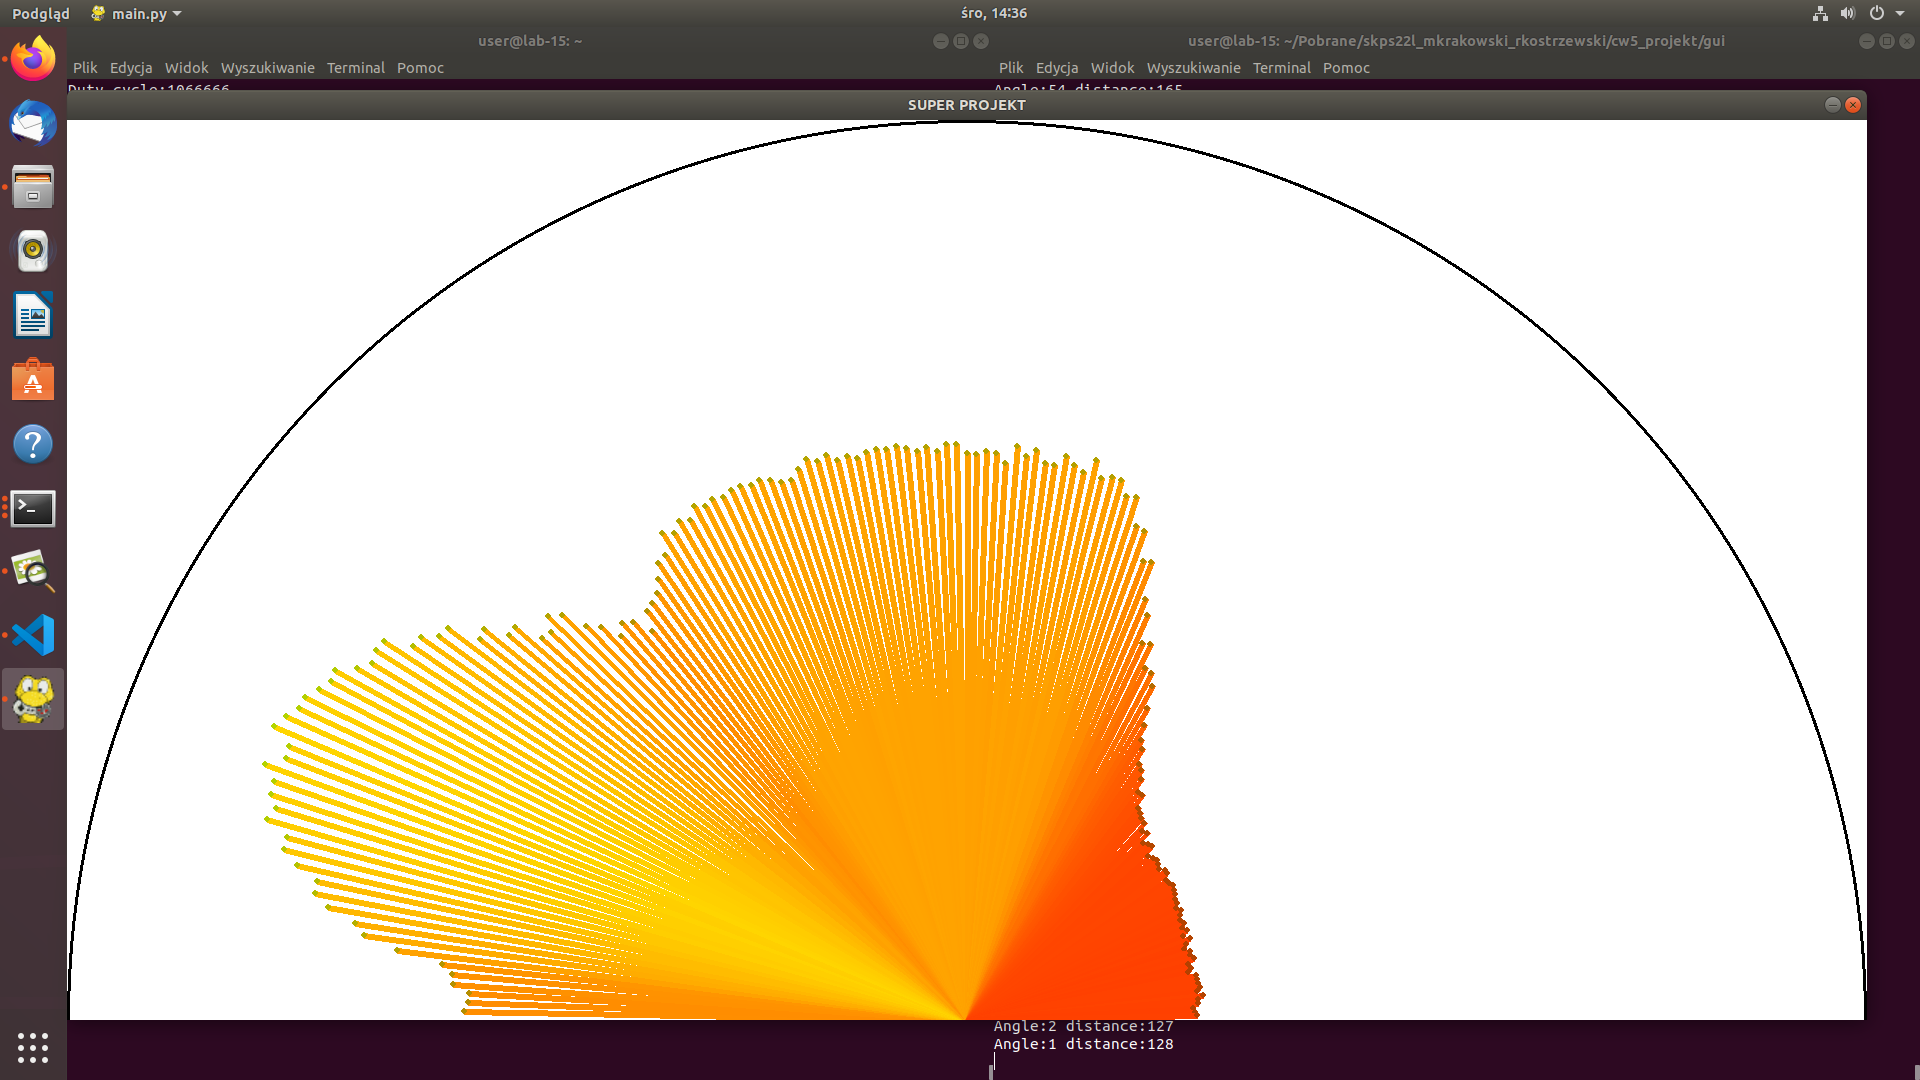 Podgląd main.py śro, 14:36
user@lab-15: ~
user@lab-15: ~/Pobrane/skps22l_mkrakowski_rkostrzewski/cw5_projekt/gui
Plik Edycja Widok Wyszukiwanie Terminal Pomoc
Plik Edycja Widok Wyszukiwanie Terminal Pomoc
Duty cycle:1066666
Angle:54 distance:165
SUPER PROJEKT
Angle:2 distance:127
Angle:1 distance:128